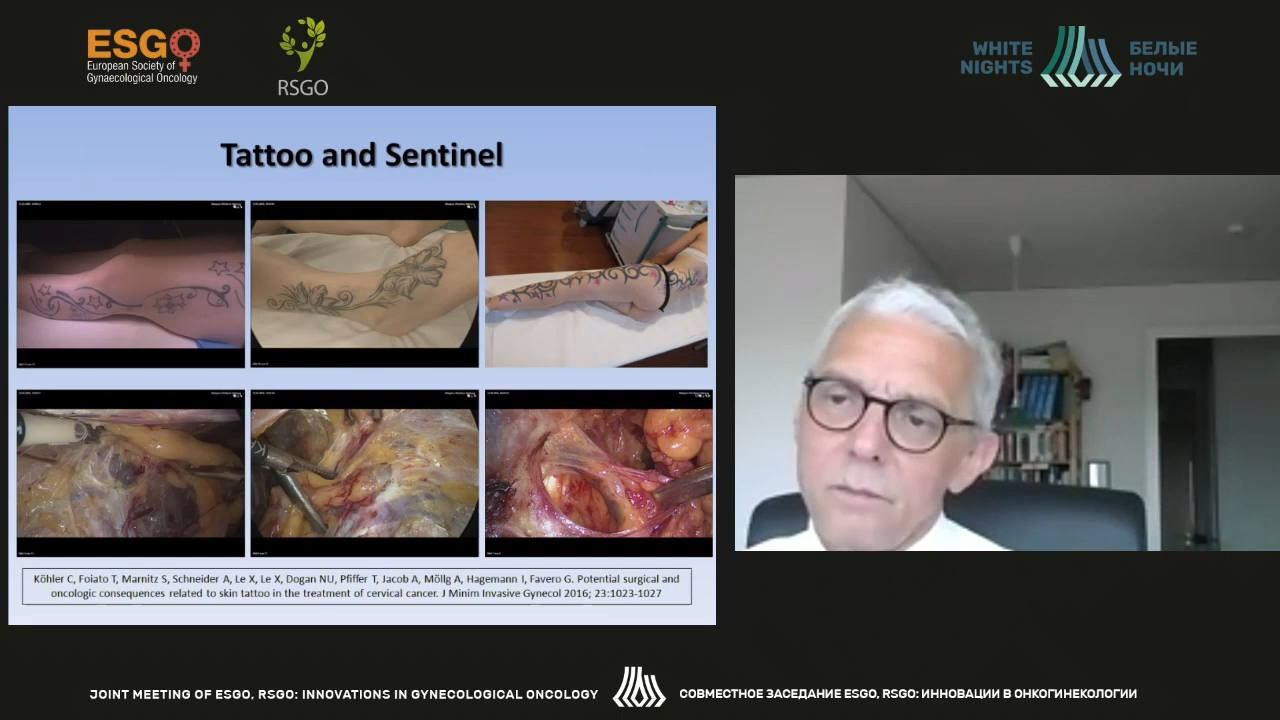 ESGO
European Society of
Gynaecological Oncology
RSGO
WHITE
NIGHTS
БЕЛЫЕ
НОЧИ
Tattoo and Sentinel
Köhler C, Foiato T, Marnitz S, Schneider A, Le X, Le X, Dogan NU, Pfiffer T, Jacob A, Möllg A, Hagemann I, Favero G. Potential surgical and
oncologic consequences related to skin tattoo in the treatment of cervical cancer. J Minim Invasive Gynecol 2016; 23:1023-1027
JOINT MEETING OF ESGO, RSGO: INNOVATIONS IN GYNECOLOGICAL ONCOLOGY
СОВМЕСТНОЕ ЗАСЕДАНИЕ ESGO, RSGO: ИННОВАЦИИ В ОНКОГИНЕКОЛОГИИ